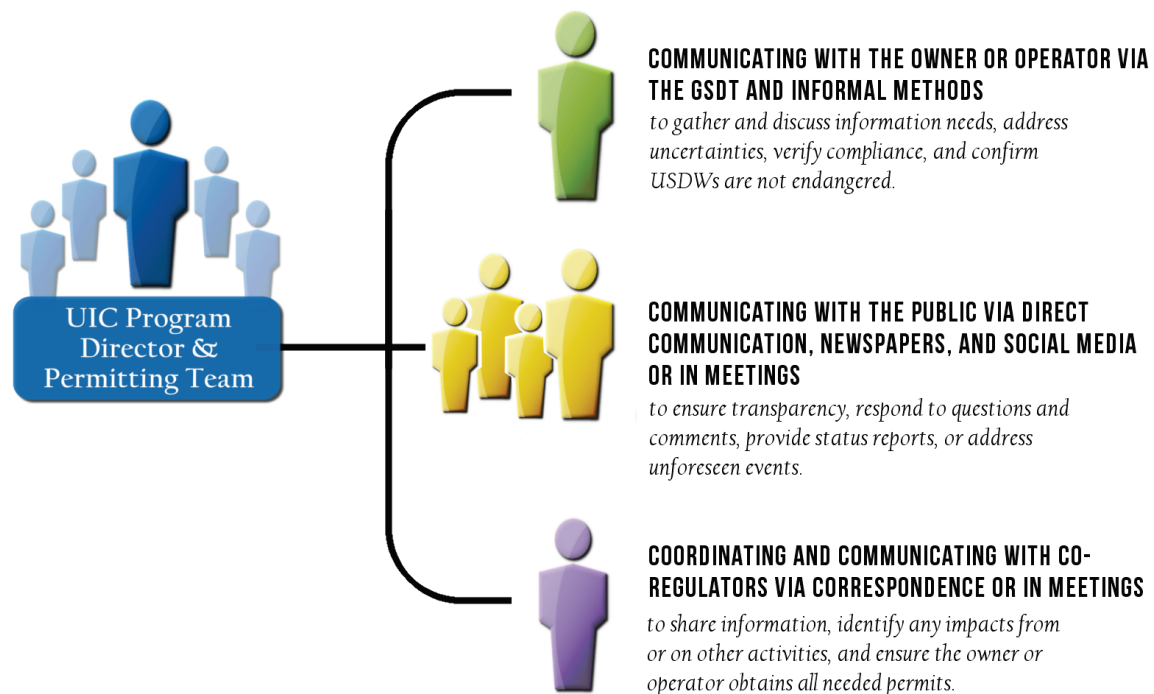 UIC Program
Director &
Permitting Team
COMMUNICATING WITH THE OWNER OR OPERATOR VIA
THE GSDT AND INFORMAL METHODS
to gather and discuss information needs, address
uncertainties, verify compliance, and confirm
USDWs are not endangered.
COMMUNICATING WITH THE PUBLIC VIA DIRECT
COMMUNICATION, NEWSPAPERS, AND SOCIAL MEDIA
OR IN MEETINGS
to ensure transparency, respond to questions and
comments, provide status reports, or address
unforeseen events.
COORDINATING AND COMMUNICATING WITH CO-
REGULATORS VIA CORRESPONDENCE OR IN MEETINGS
to share information, identify any impacts from
or on other activities, and ensure the owner or
operator obtains all needed permits.